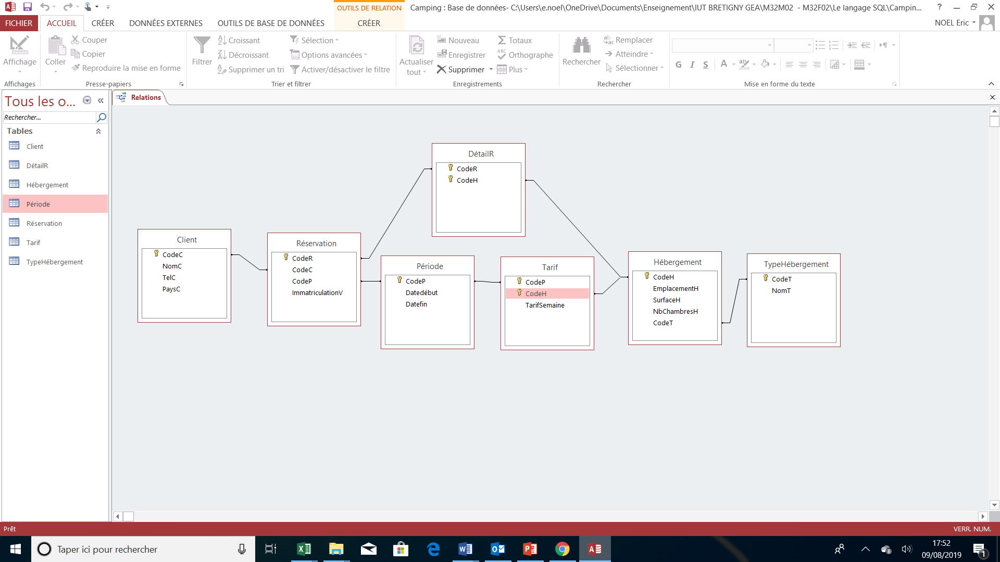 OUTILS DE RELATION
Camping : Base de données- C:\Users\e.noel\OneDrive\Documents\Enseignement\IUT BRETIGNY GEA\M32M02 - M32F02\Le langage SQL\Campin...
?
FICHIER
ACCUEIL
CRÉER
DONNÉES EXTERNES
OUTILS DE BASE DE DONNÉES
CRÉER
NOEL Eric
Affichage
Affichages
Coller
Couper
Copier
Reproduire la mise en forme
Presse-papiers
Filtrer
Croissant
Décroissant
Supprimer un tri
Sélection
Options avancées
Activer/désactiver le filtre
Trier et filtrer
Actualiser
tout
Nouveau
Enregistrer
Supprimer
Totaux
Orthographe
Plus
Enregistrements
Rechercher
Remplacer
Atteindre
Sélectionner
Rechercher
G I S A
Mise en forme du texte
Tous les o...
Rechercher...
Tables
Client
DétailR
Hébergement
Période
Réservation
Tarif
TypeHébergement
Relations
DétailR
CodeR
CodeH
Client
CodeC
NomC
TelC
PaysC
Réservation
CodeR
CodeC
CodeP
ImmatriculationV
Période
CodeP
Datedébut
Datefin
Tarif
CodeP
CodeH
TarifSemaine
Hébergement
CodeH
EmplacementH
SurfaceH
NbChambresH
CodeT
TypeHébergement
CodeT
NomT
Prêt
VERR. NUM.
Taper ici pour rechercher
17:52
09/08/2019
1